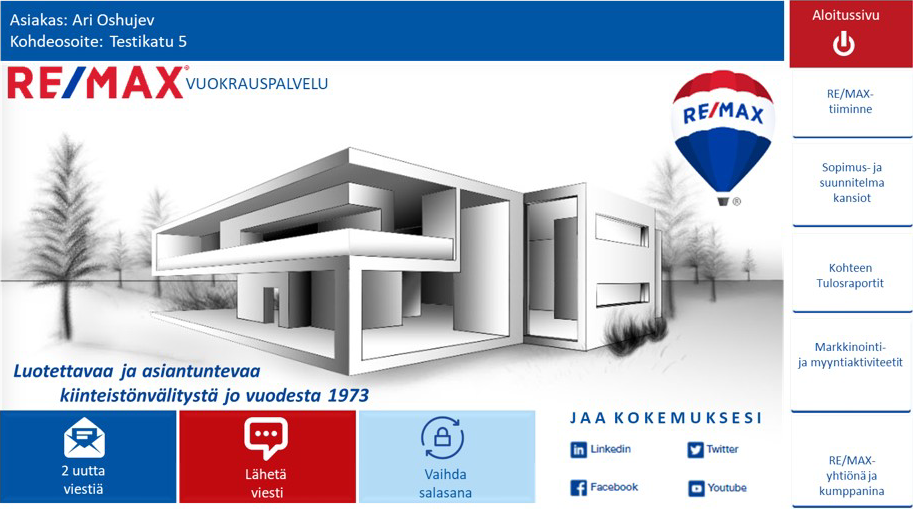 Asiakas: Ari Oshujev
Kohdeosoite: Testikatu 5
Aloitussivu
RE/MAX® VUOKRAUSPALVELU
RE/MAX
®
RE/MAX-
tiiminne
Sopimus- ja
suunnitelma
kansiot
Kohteen
Tulosraportit
Markkinointi-
ja myyntiaktiviteetit
RE/MAX-
yhtiönä ja
kumppanina
Luotettavaa ja asiantuntevaa
kiinteistönvälitystä jo vuodesta 1973
2 uutta
viestiä
Lähetä
viesti
Vaihda
salasana
JAA KOKEMUKSESI
in Linkedin
Twitter
f Facebook
Youtube